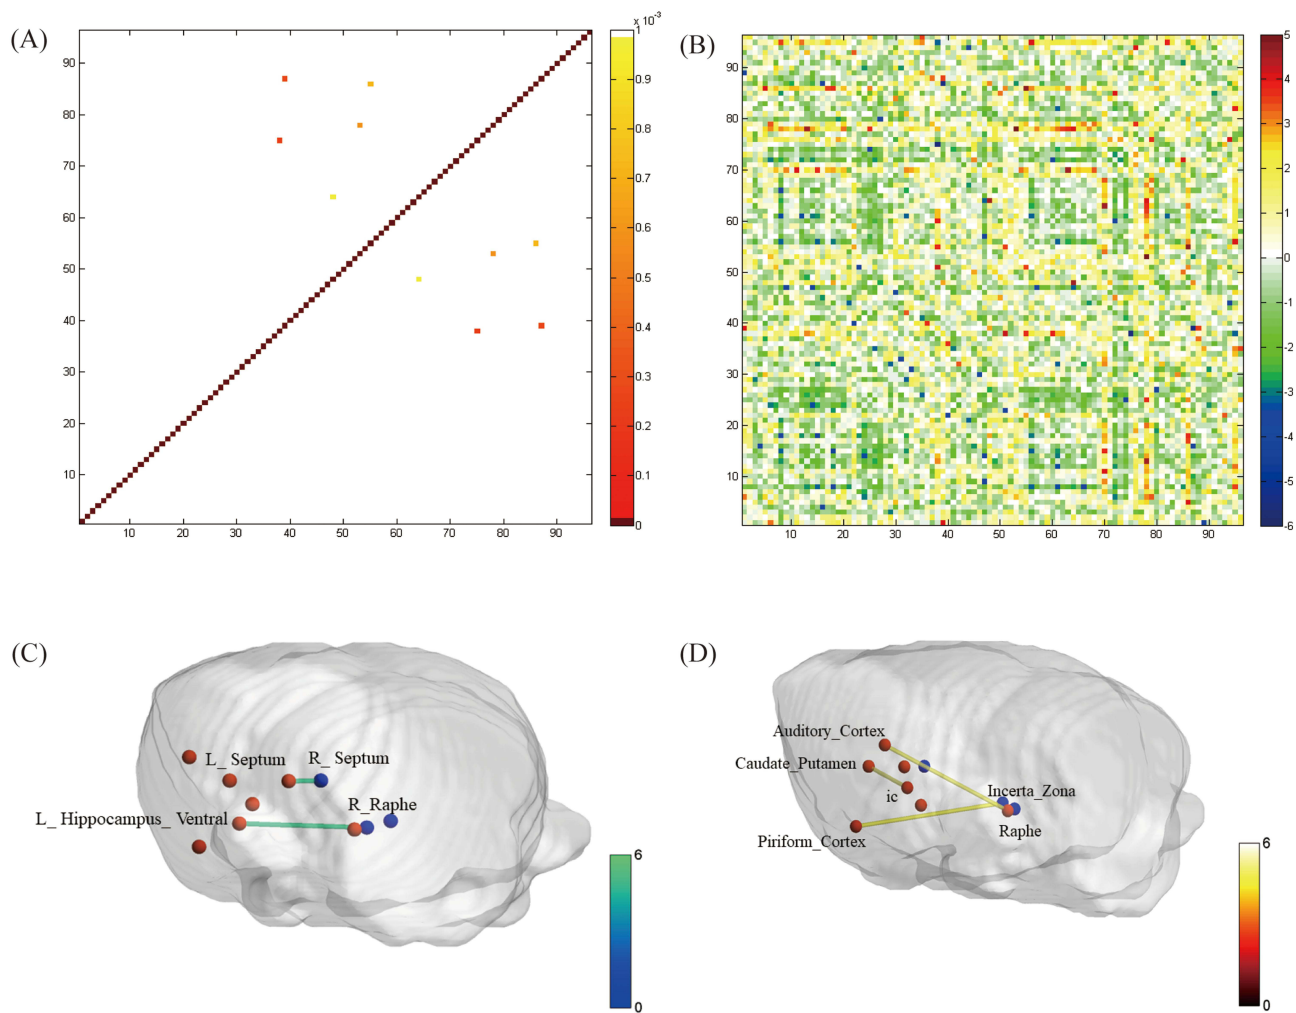 (A)
x 10⁻³
90
80
70
60
50
40
30
20
10
10 20 30 40 50 60 70 80 90
1
0.9
0.8
0.7
0.6
0.5
0.4
0.3
0.2
0.1
0
(B)
90
80
70
60
50
40
30
20
10
10 20 30 40 50 60 70 80 90
5
4
3
2
1
0
-1
-2
-3
-4
-5
-6
(C)
L_ Septum R_ Septum
R_Raphe
L_ Hippocampus_ Ventral
6
0
(D)
Auditory_Cortex
Caudate_Putamen
ic
Incerta_Zona
Raphe
Piriform_Cortex
6
0